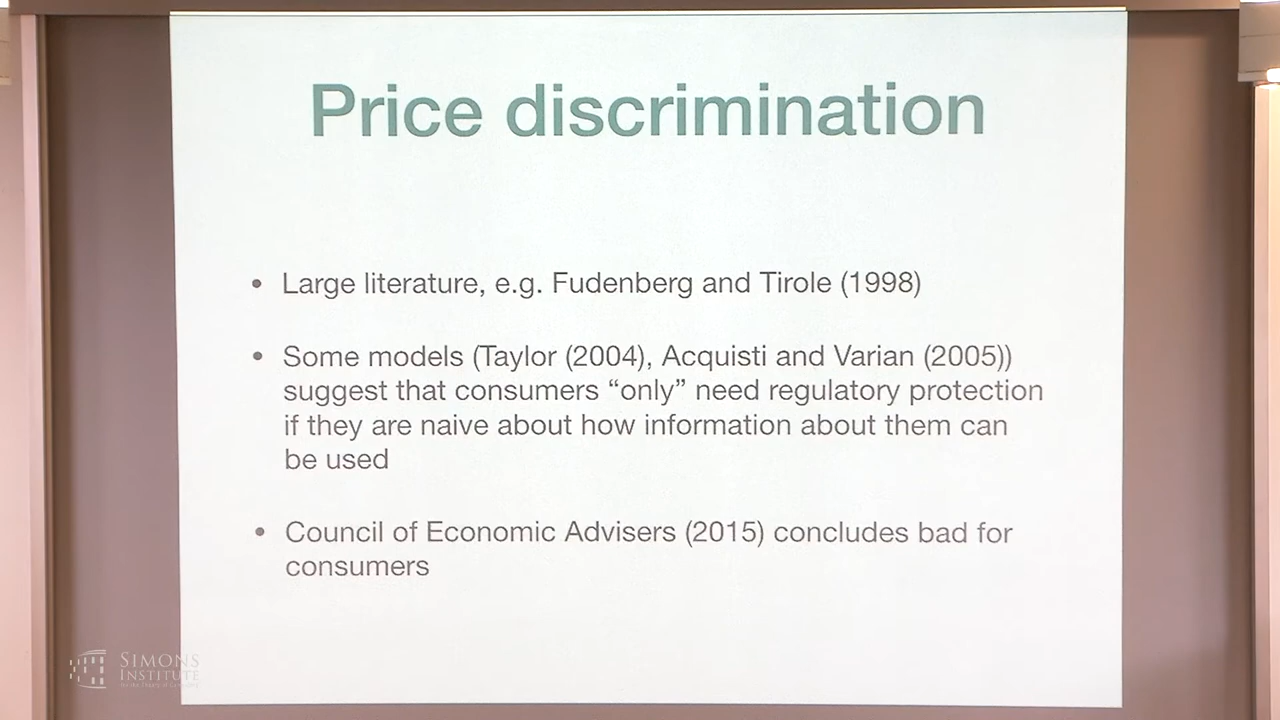 Price discrimination
• Large literature, e.g. Fudenberg and Tirole (1998)
• Some models (Taylor (2004), Acquisti and Varian (2005))
suggest that consumers “only” need regulatory protection
if they are naive about how information about them can
be used
• Council of Economic Advisers (2015) concludes bad for
consumers
SIMONS
INSTITUTE